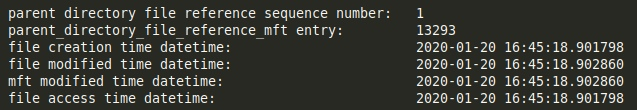 parent directory file reference sequence number:   1
parent_directory_file_reference_mft entry:         13293
file creation time datetime:                       2020-01-20 16:45:18.901798
file modified time datetime:                       2020-01-20 16:45:18.902860
mft modified time datetime:                        2020-01-20 16:45:18.902860
file access time datetime:                         2020-01-20 16:45:18.901798